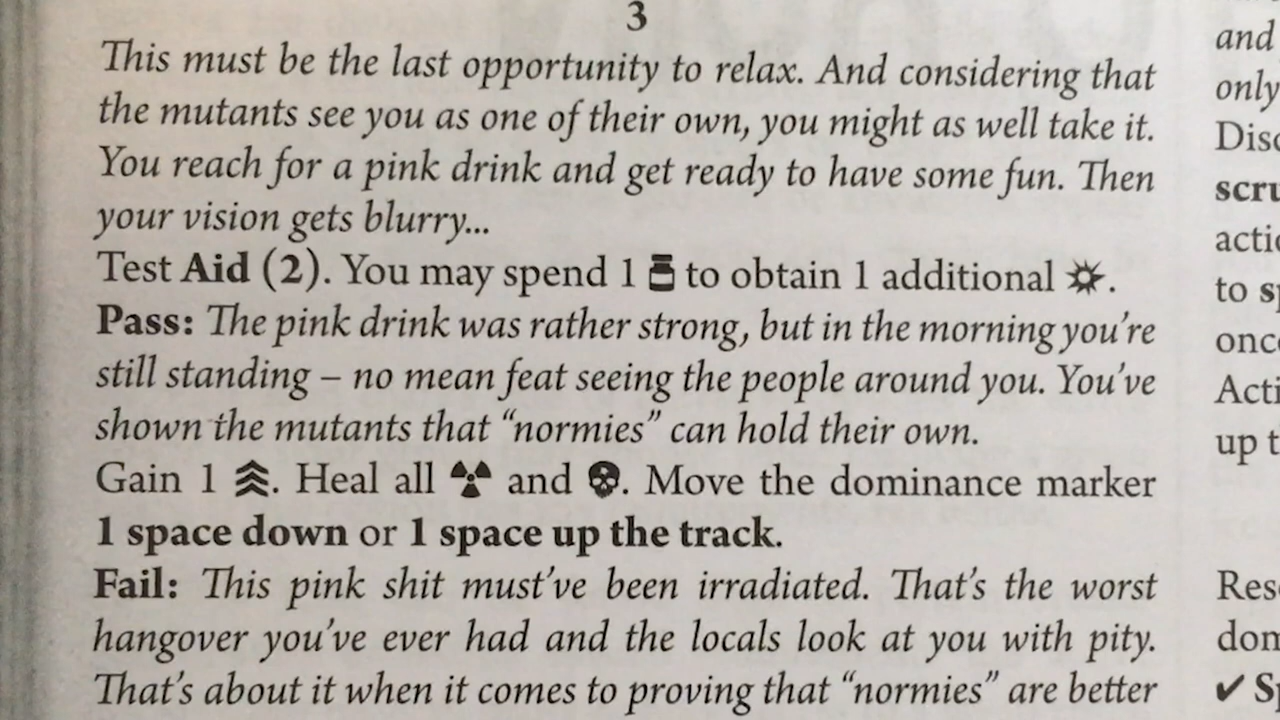 3
This must be the last opportunity to relax. And considering that
the mutants see you as one of their own, you might as well take it.
You reach for a pink drink and get ready to have some fun. Then
your vision gets blurry...
Test Aid (2). You may spend 1 to obtain 1 additional .
Pass: The pink drink was rather strong, but in the morning you're
still standing – no mean feat seeing the people around you. You've
shown the mutants that “normies” can hold their own.
Gain 1 . Heal all and . Move the dominance marker
1 space down or 1 space up the track.
Fail: This pink shit must've been irradiated. That's the worst
hangover you've ever had and the locals look at you with pity.
That's about it when it comes to proving that “normies” are better
and
only
to
up